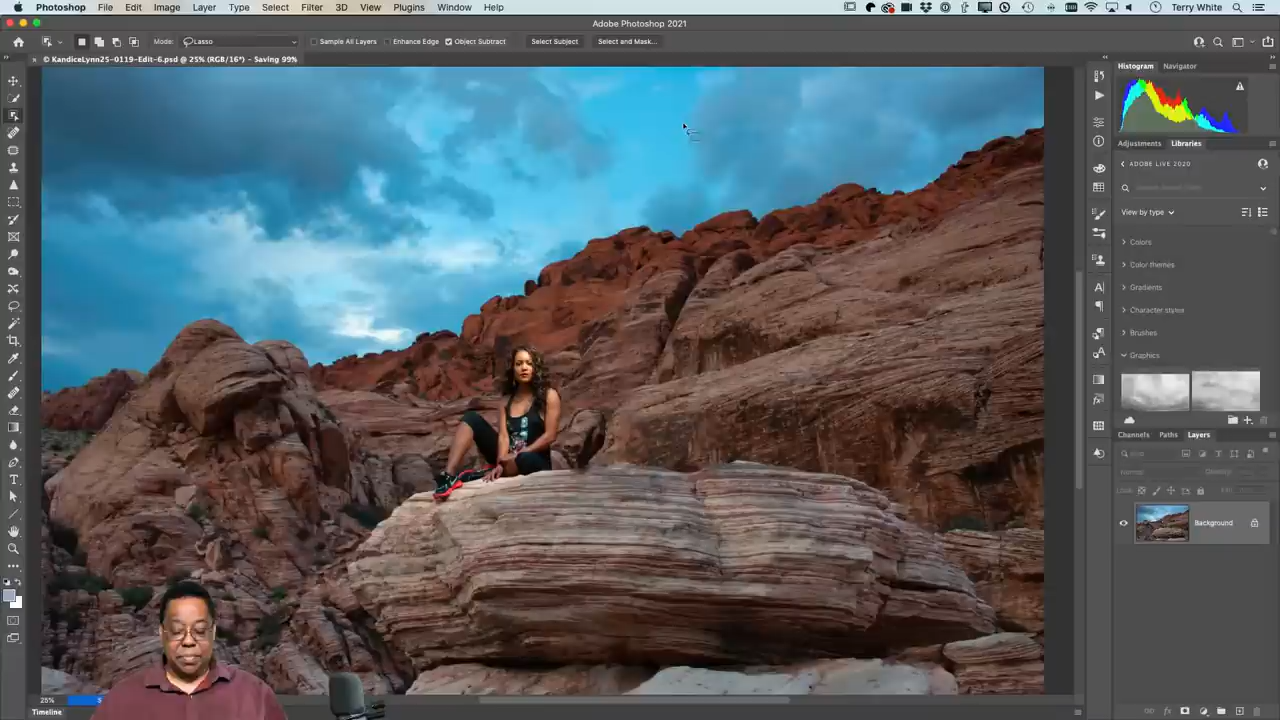 Photoshop File Edit Image Layer Type Select Filter 3D View Plugins Window Help Terry White
Adobe Photoshop 2021
Mode: Lasso Sample All Layers Enhance Edge Object Subtract Select Subject Select and Mask...
× © KandiceLynn25-0119-Edit-6.psd @ 25% (RGB/16*) - Saving 99%
Histogram Navigator
Adjustments Libraries
ADOBE LIVE 2020
View by type
Colors
Color themes
Gradients
Character styles
Brushes
Graphics
Channels Paths Layers
Normal
Lock: Fill:
Background
25%
Timeline